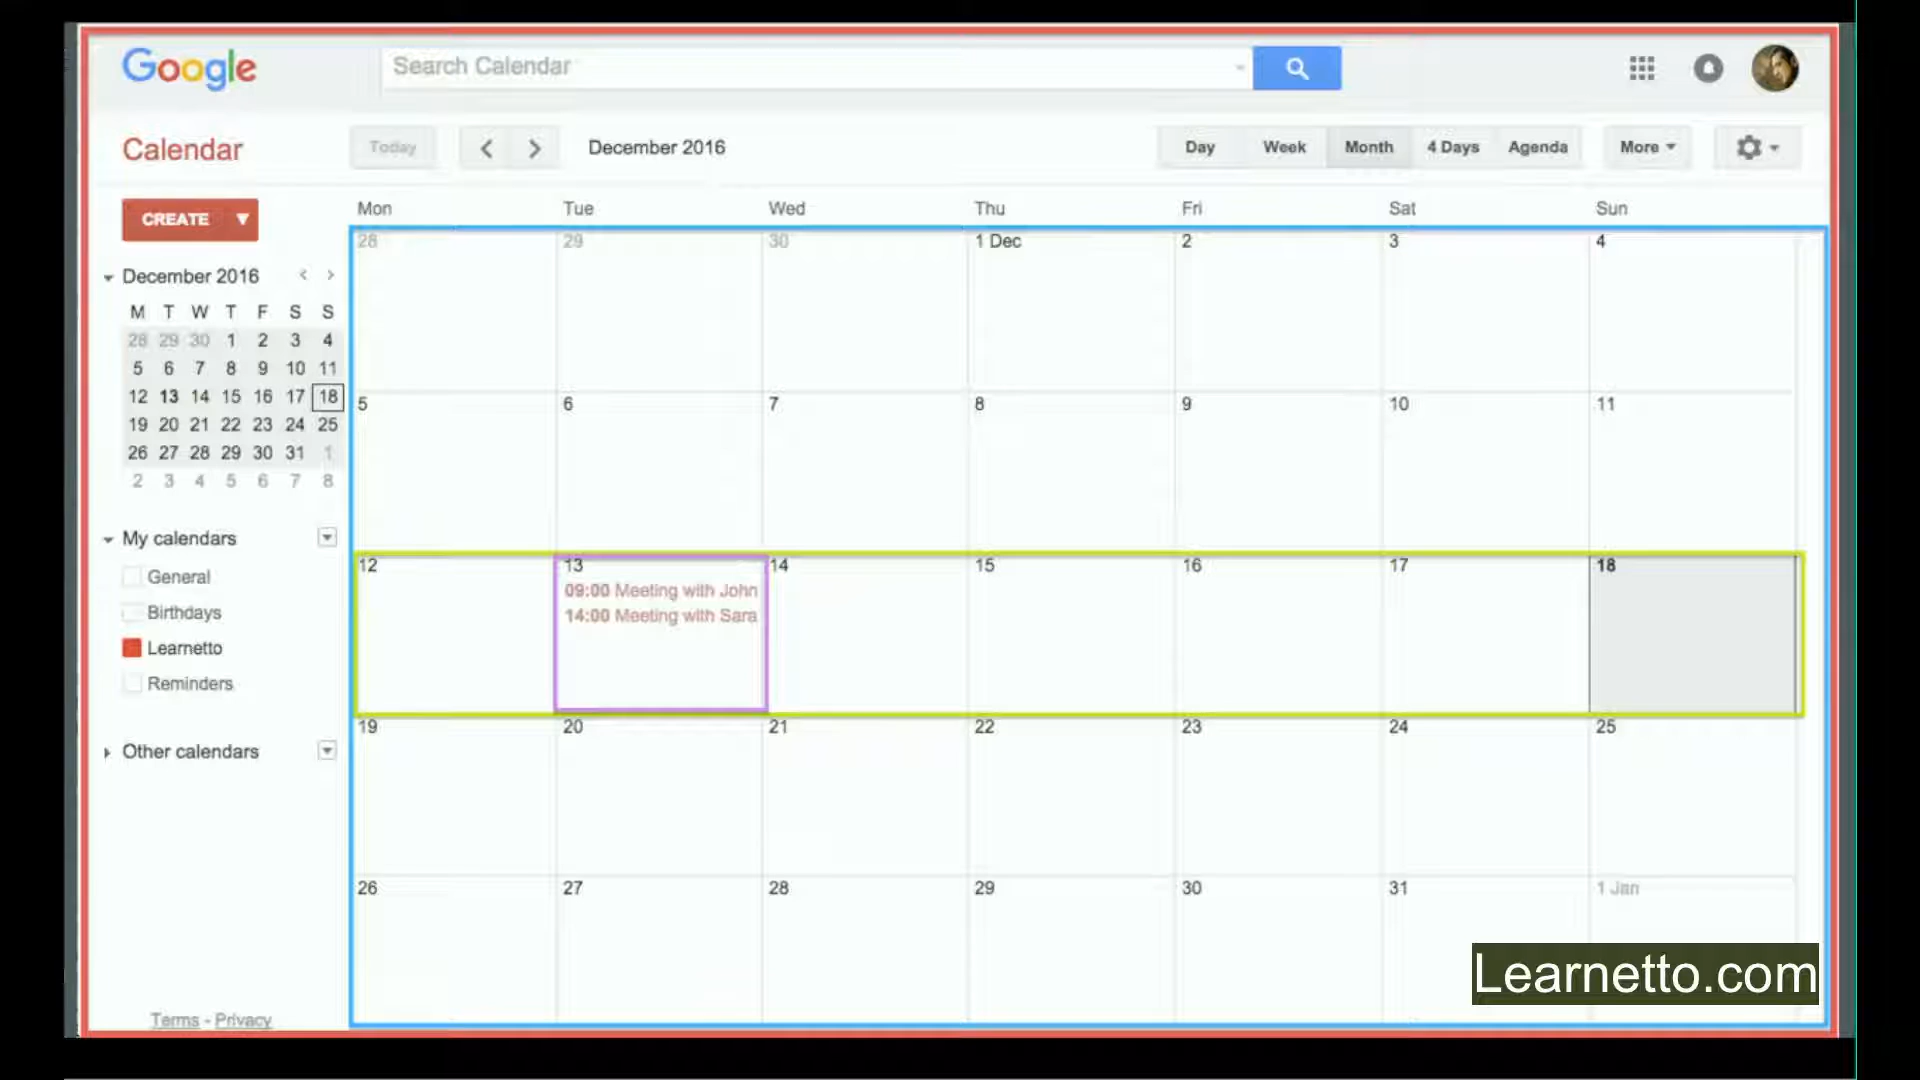 Google
Search Calendar
Calendar
Today
December 2016
Day
Week
Month
4 Days
Agenda
More
CREATE
Mon Tue Wed Thu Fri Sat Sun
December 2016
M T W T F S S
28 29 30 1 2 3 4
5 6 7 8 9 10 11
12 13 14 15 16 17 18
19 20 21 22 23 24 25
26 27 28 29 30 31 1
2 3 4 5 6 7 8
My calendars
General
Birthdays
Learnetto
Reminders
Other calendars
Terms - Privacy
28 29 30 1 Dec 2 3 4
5 6 7 8 9 10 11
12 13 14 15 16 17 18
09:00 Meeting with John
14:00 Meeting with Sara
19 20 21 22 23 24 25
26 27 28 29 30 31 1 Jan
Learnetto.com